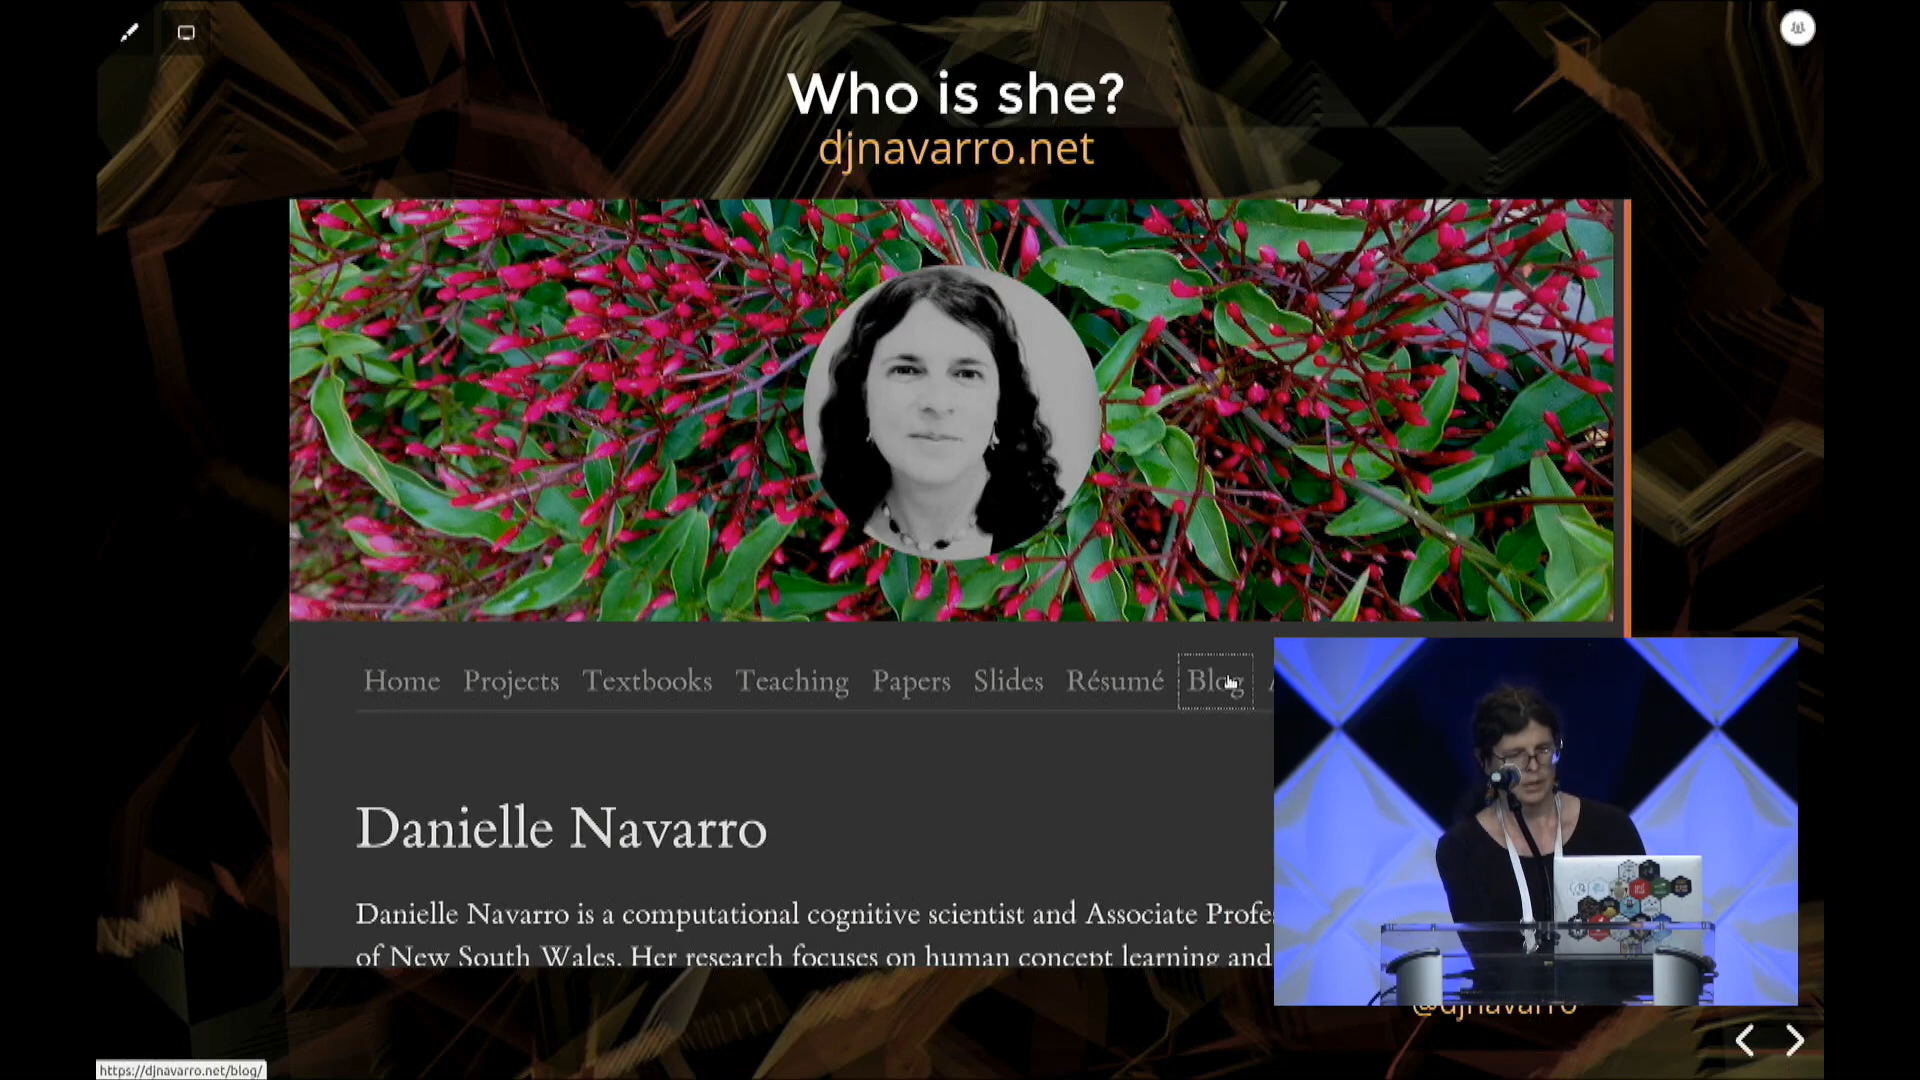 Who is she?
djnavarro.net
Home Projects Textbooks Teaching Papers Slides Résumé Blog
Danielle Navarro
Danielle Navarro is a computational cognitive scientist and Associate
of New South Wales. Her research focuses on human concept learning and
@djnavarro
https://djnavarro.net/blog/